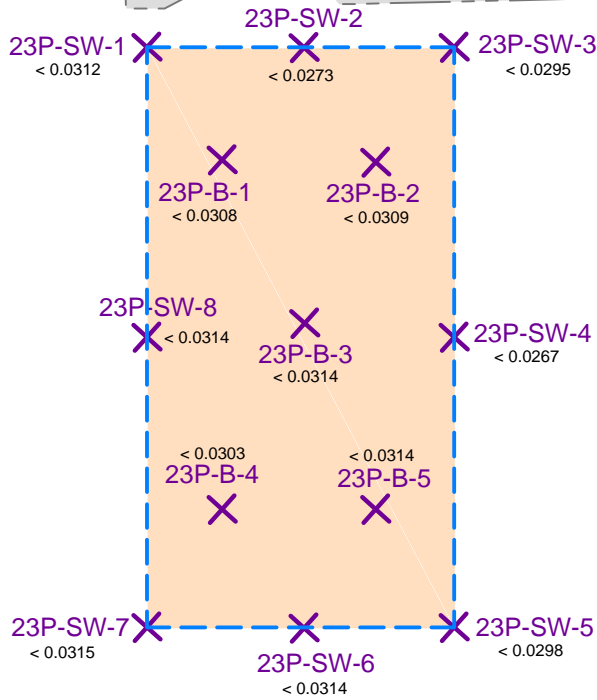 23P-SW-1
< 0.0312
23P-SW-2
< 0.0273
23P-SW-3
< 0.0295
23P-B-1
< 0.0308
23P-B-2
< 0.0309
23P-SW-8
< 0.0314
23P-B-3
< 0.0314
23P-SW-4
< 0.0267
< 0.0303
23P-B-4
< 0.0314
23P-B-5
23P-SW-7
< 0.0315
23P-SW-6
< 0.0314
23P-SW-5
< 0.0298